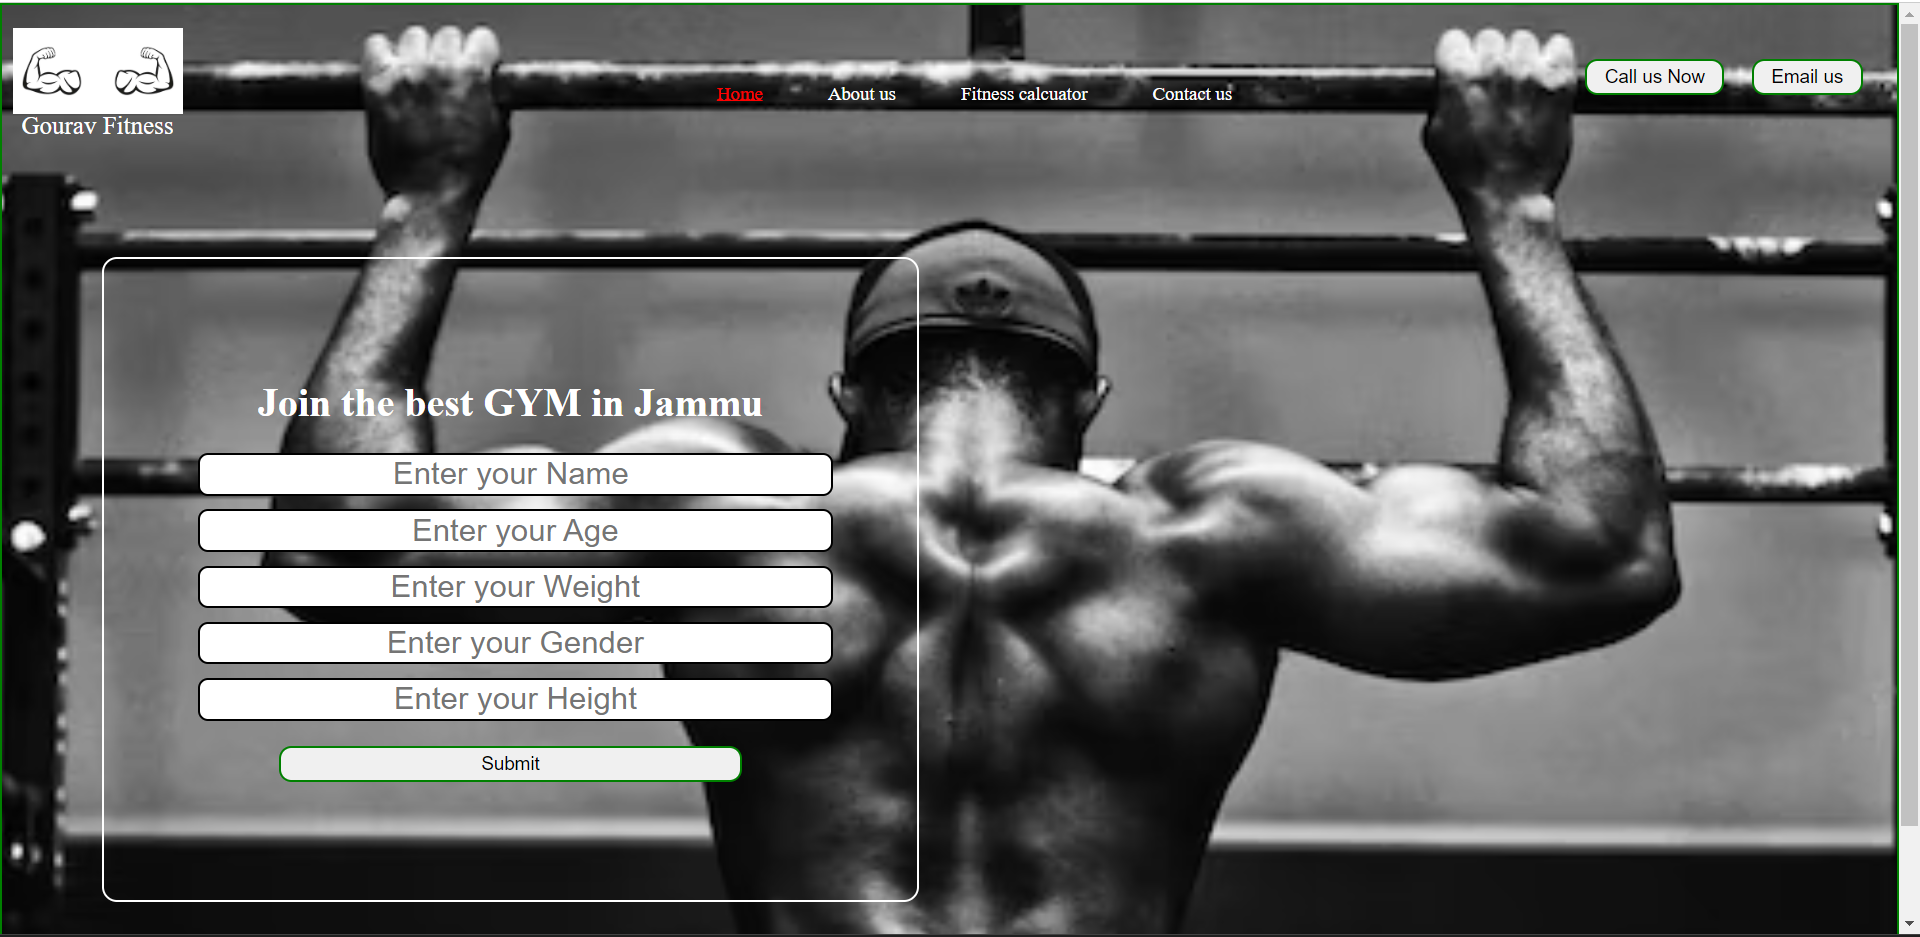 Gourav Fitness
Home
About us
Fitness calcuator
Contact us
Call us Now
Email us
Join the best GYM in Jammu
Enter your Name
Enter your Age
Enter your Weight
Enter your Gender
Enter your Height
Submit